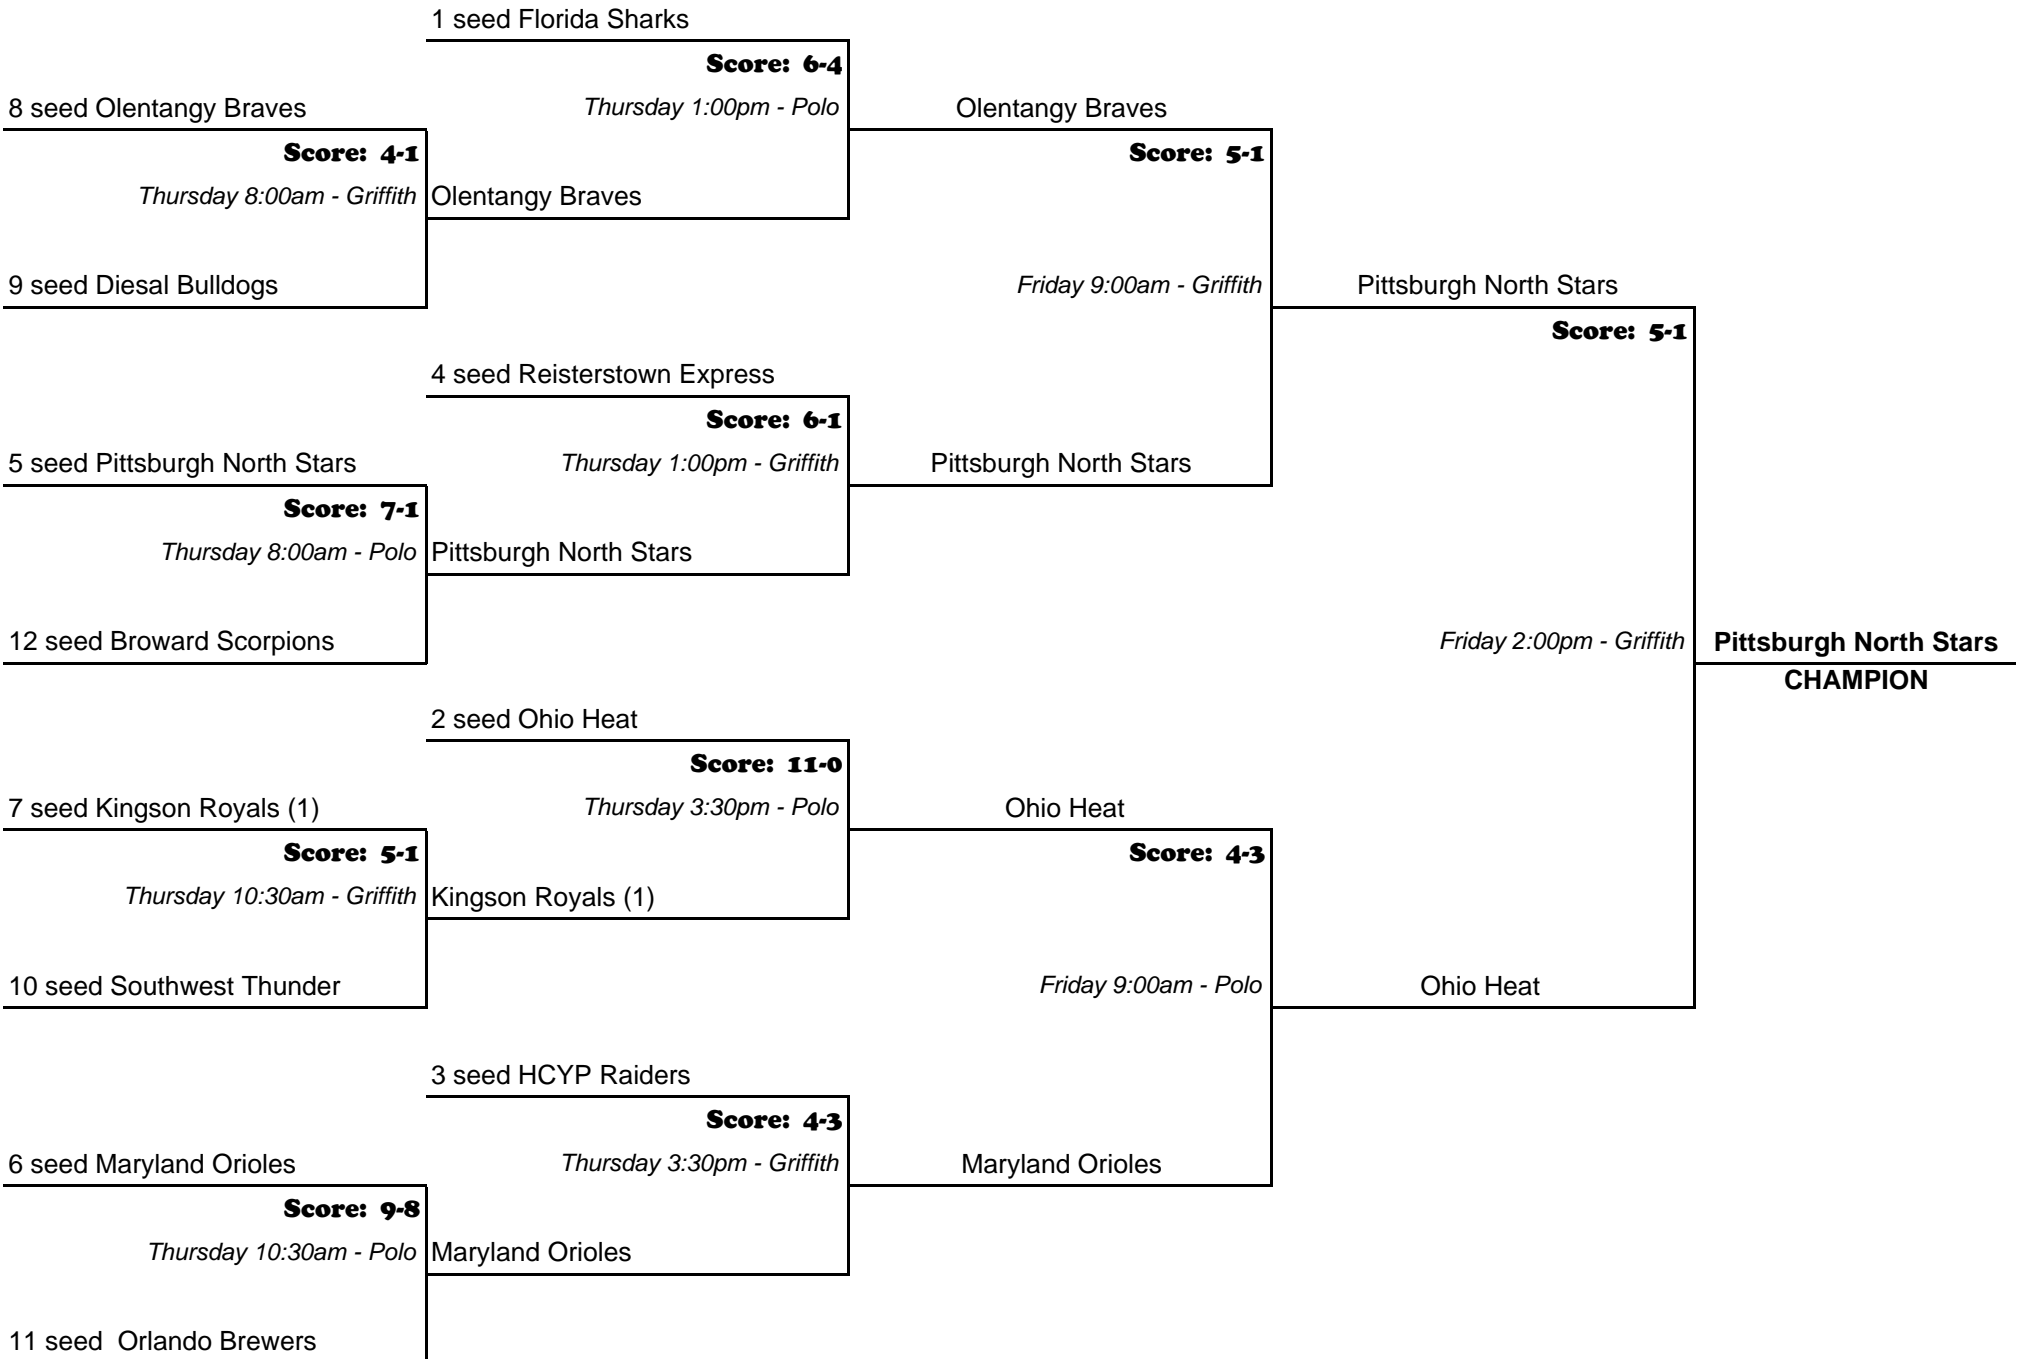 1 seed Florida Sharks
Score: 6-4
8 seed Olentangy Braves
Thursday 1:00pm - Polo
Olentangy Braves
Score: 4-1
Score: 5-1
Thursday 8:00am - Griffith
Olentangy Braves
9 seed Diesal Bulldogs
Friday 9:00am - Griffith
Pittsburgh North Stars
Score: 5-1
4 seed Reisterstown Express
Score: 6-1
5 seed Pittsburgh North Stars
Thursday 1:00pm - Griffith
Pittsburgh North Stars
Score: 7-1
Thursday 8:00am - Polo
Pittsburgh North Stars
12 seed Broward Scorpions
Friday 2:00pm - Griffith
Pittsburgh North Stars
CHAMPION
2 seed Ohio Heat
Score: 11-0
7 seed Kingson Royals (1)
Thursday 3:30pm - Polo
Ohio Heat
Score: 5-1
Score: 4-3
Thursday 10:30am - Griffith
Kingson Royals (1)
10 seed Southwest Thunder
Friday 9:00am - Polo
Ohio Heat
3 seed HCYP Raiders
Score: 4-3
6 seed Maryland Orioles
Thursday 3:30pm - Griffith
Maryland Orioles
Score: 9-8
Thursday 10:30am - Polo
Maryland Orioles
11 seed  Orlando Brewers